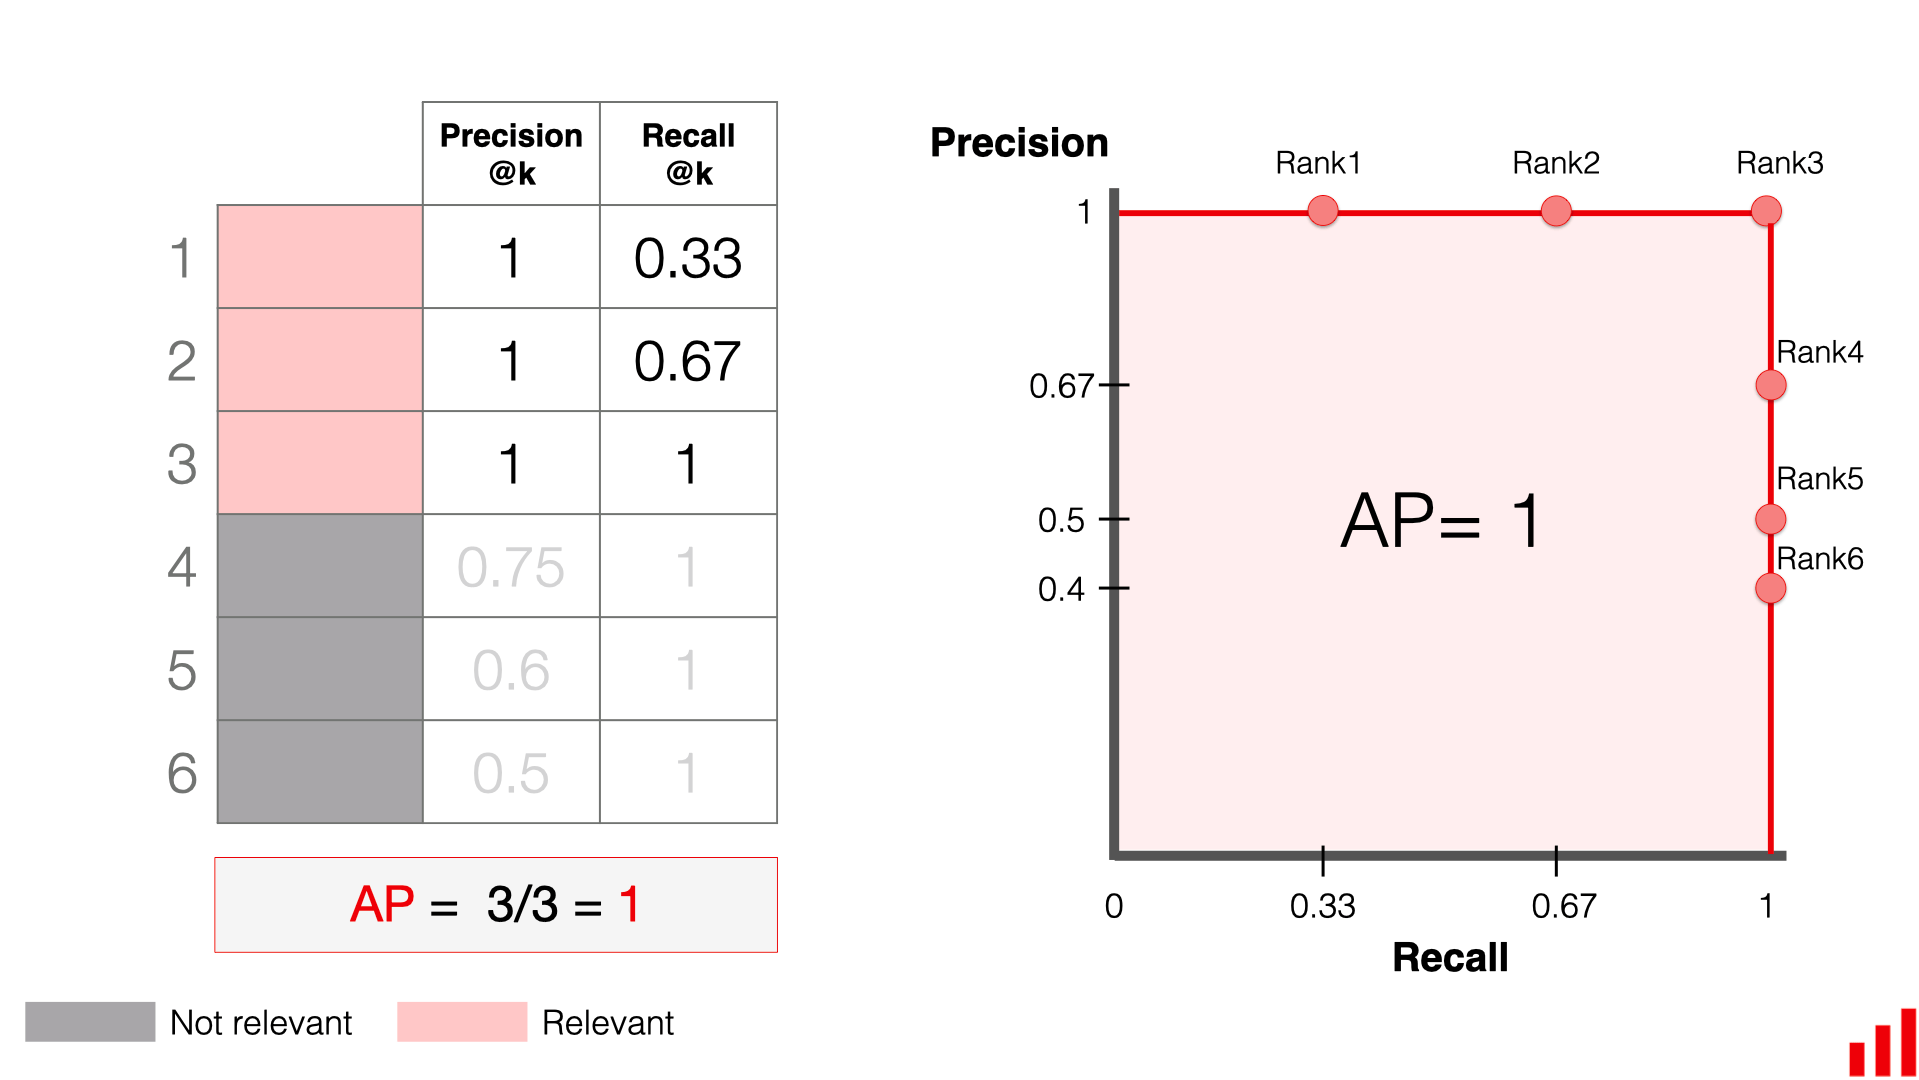 Precision @k
Recall @k
1 1 0.33
2 1 0.67
3 1 1
4 0.75 1
5 0.6 1
6 0.5 1
AP = 3/3 = 1
Not relevant
Relevant
Precision
Rank1 Rank2 Rank3
1
Rank4
0.67
Rank5
0.5
Rank6
0.4
AP= 1
0 0.33 0.67 1
Recall